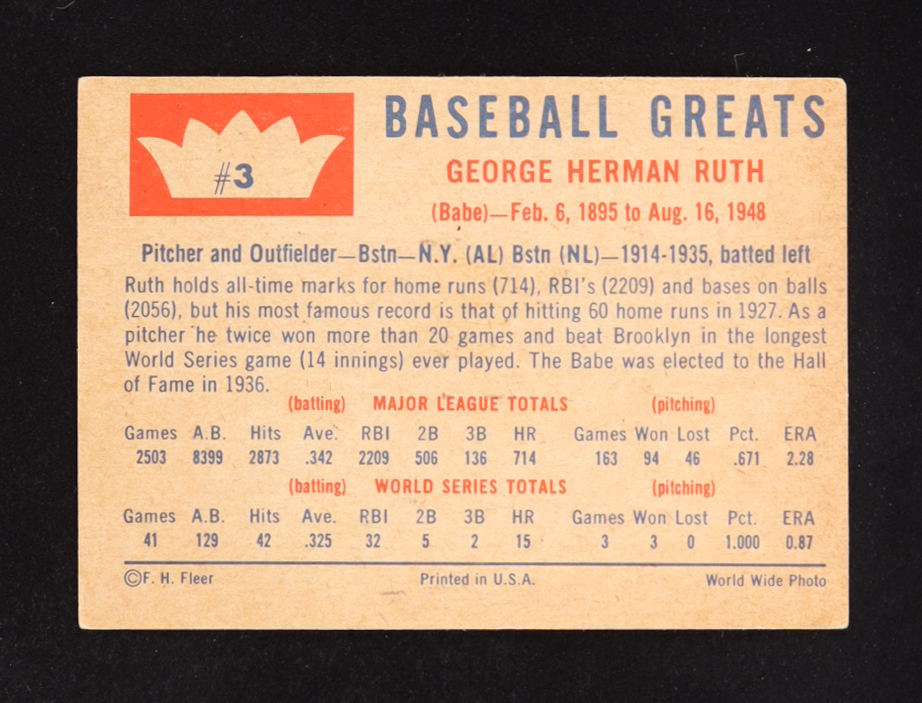 #3
BASEBALL GREATS
GEORGE HERMAN RUTH
(Babe)—Feb. 6, 1895 to Aug. 16, 1948
Pitcher and Outfielder—Bstn—N.Y. (AL) Bstn (NL)—1914-1935, batted left
Ruth holds all-time marks for home runs (714), RBI's (2209) and bases on balls
(2056), but his most famous record is that of hitting 60 home runs in 1927. As a
pitcher he twice won more than 20 games and beat Brooklyn in the longest
World Series game (14 innings) ever played. The Babe was elected to the Hall
of Fame in 1936.
(batting) MAJOR LEAGUE TOTALS (pitching)
Games A.B. Hits Ave. RBI 2B 3B HR Games Won Lost Pct. ERA
2503 8399 2873 .342 2209 506 136 714 163 94 46 .671 2.28
(batting) WORLD SERIES TOTALS (pitching)
Games A.B. Hits Ave. RBI 2B 3B HR Games Won Lost Pct. ERA
41 129 42 .325 32 5 2 15 3 3 0 1.000 0.87
©F. H. Fleer Printed in U.S.A. World Wide Photo